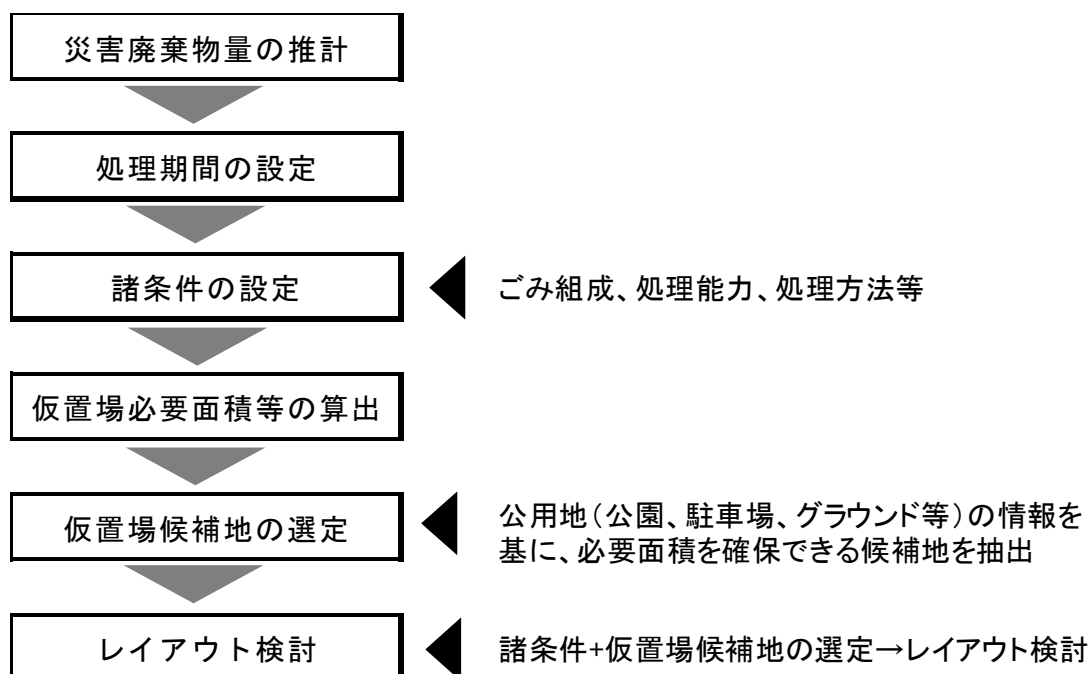 災害廃棄物量の推計
処理期間の設定
諸条件の設定
ごみ組成、処理能力、処理方法等
仮置場必要面積等の算出
仮置場候補地の選定
公用地（公園、駐車場、グラウンド等）の情報を
基に、必要面積を確保できる候補地を抽出
レイアウト検討
諸条件+仮置場候補地の選定→レイアウト検討